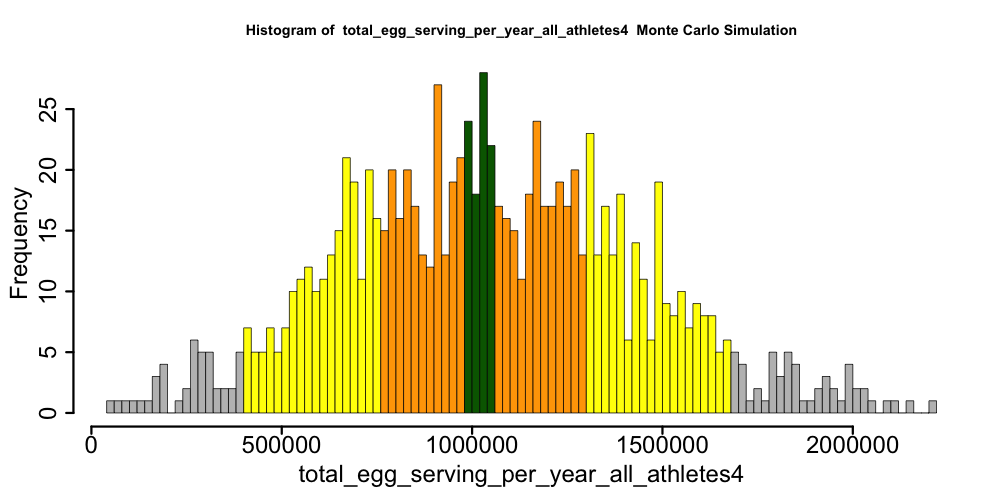 Histogram of total_egg_serving_per_year_all_athletes4 Monte Carlo Simulation
Frequency
25
20
15
10
5
0
0 500000 1000000 1500000 2000000
total_egg_serving_per_year_all_athletes4